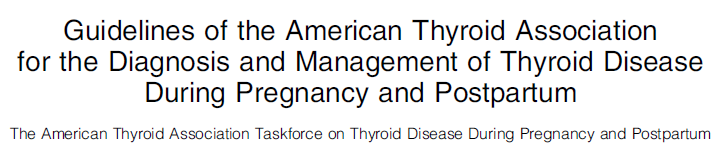 Guidelines of the American Thyroid Association
for the Diagnosis and Management of Thyroid Disease
During Pregnancy and Postpartum
The American Thyroid Association Taskforce on Thyroid Disease During Pregnancy and Postpartum